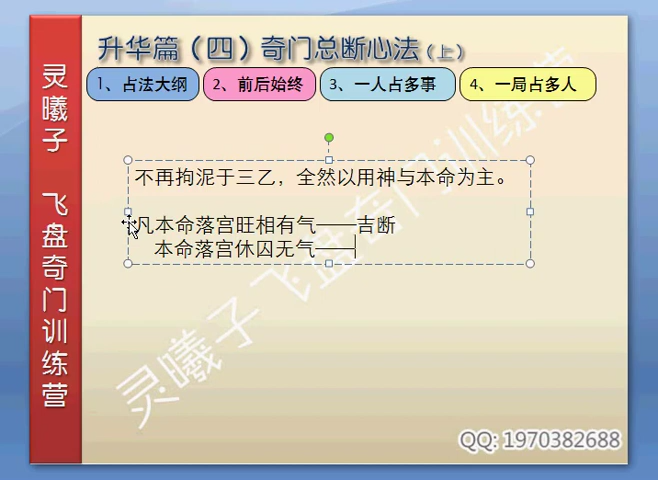 升华篇（四）奇门总断心法（上）
1、占法大纲
2、前后始终
3、一人占多事
4、一局占多人
灵曦子 飞盘奇门训练营
不再拘泥于三乙，全然以用神与本命为主。
凡本命落宫旺相有气——吉断
本命落宫休囚无气——
灵曦子 飞盘奇门训练营
QQ: 1970382688